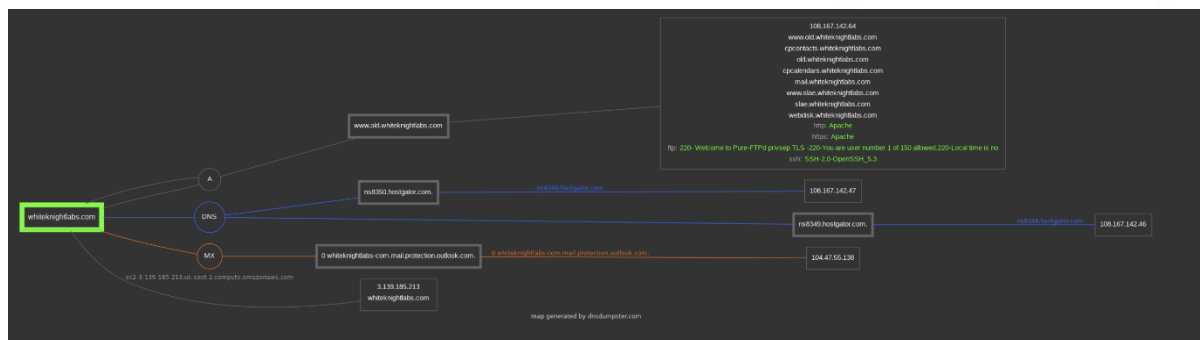 108.167.142.64
www.old.whiteknightlabs.com
cpcontacts.whiteknightlabs.com
old.whiteknightlabs.com
cpcalendars.whiteknightlabs.com
mail.whiteknightlabs.com
www.slae.whiteknightlabs.com
slae.whiteknightlabs.com
webdisk.whiteknightlabs.com
http: Apache
https: Apache
ftp: 220- Welcome to Pure-FTPd privsep TLS -220-You are user number 1 of 150 allowed.220-Local time is no
ssh: SSH-2.0-OpenSSH_5.3
www.old.whiteknightlabs.com
A
ns8350.hostgator.com.
ns8350.hostgator.com.
108.167.142.47
whiteknightlabs.com
DNS
ns8349.hostgator.com.
ns8349.hostgator.com.
108.167.142.46
MX
0 whiteknightlabs-com.mail.protection.outlook.com.
0 whiteknightlabs-com.mail.protection.outlook.com.
104.47.55.138
ec2-3-139-185-213.us-east-2.compute.amazonaws.com
3.139.185.213
whiteknightlabs.com
map generated by dnsdumpster.com